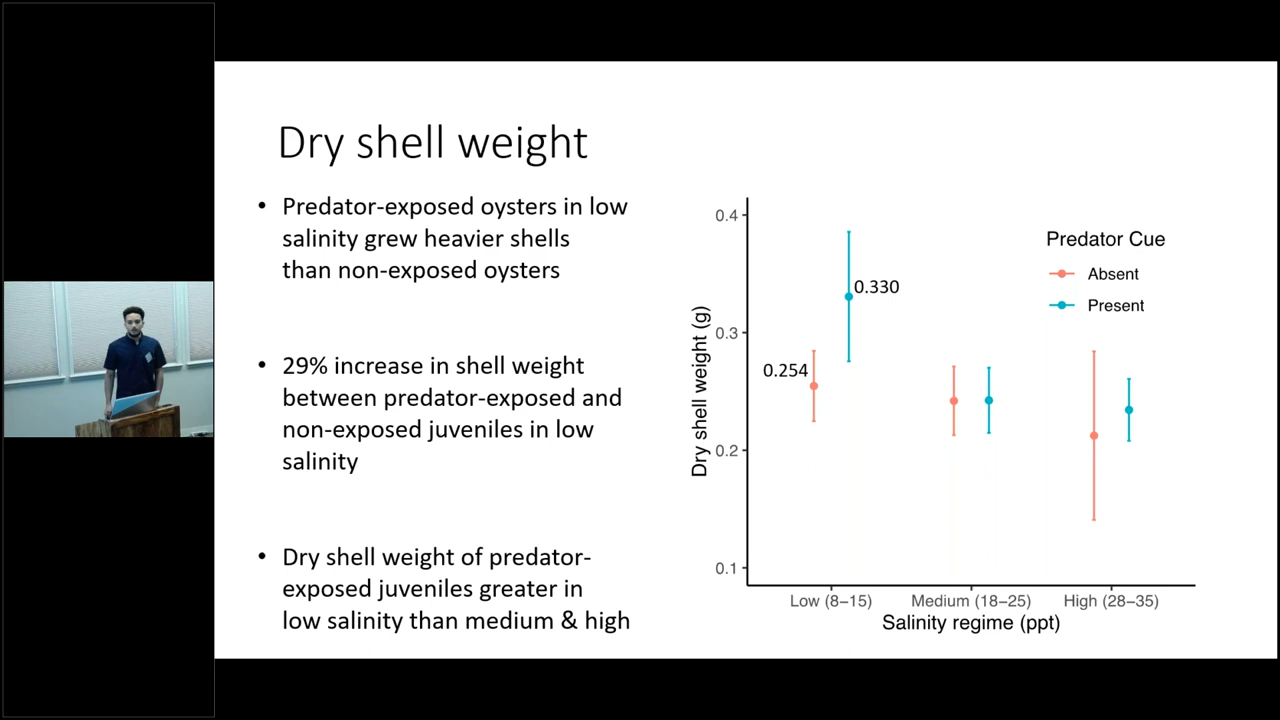 Dry shell weight
• Predator-exposed oysters in low
salinity grew heavier shells
than non-exposed oysters
• 29% increase in shell weight
between predator-exposed and
non-exposed juveniles in low
salinity
• Dry shell weight of predator-
exposed juveniles greater in
low salinity than medium & high
Dry shell weight (g)
0.4
0.3
0.2
0.1
0.254
0.330
Predator Cue
Absent
Present
Low (8–15) Medium (18–25) High (28–35)
Salinity regime (ppt)